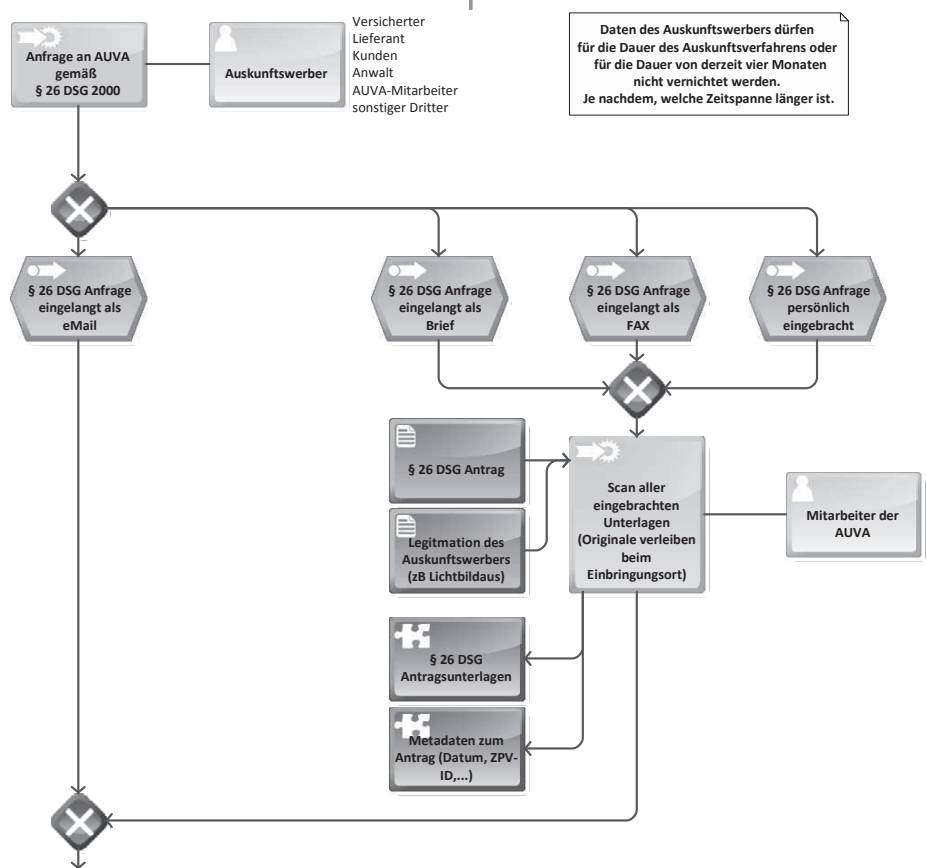 Anfrage an AUVA
gemäß
§ 26 DSG 2000
Auskunftswerber
Versicherter
Lieferant
Kunden
Anwalt
AUVA-Mitarbeiter
sonstiger Dritter
Daten des Auskunftswerbers dürfen
für die Dauer des Auskunftsverfahrens oder
für die Dauer von derzeit vier Monaten
nicht vernichtet werden.
Je nachdem, welche Zeitspanne länger ist.
§ 26 DSG Anfrage
eingelangt als
eMail
§ 26 DSG Anfrage
eingelangt als
Brief
§ 26 DSG Anfrage
eingelangt als
FAX
§ 26 DSG Anfrage
persönlich
eingebracht
§ 26 DSG Antrag
Legitmation des
Auskunftswerbers
(zB Lichtbildaus)
Scan aller
eingebrachten
Unterlagen
(Originale verleiben
beim
Einbringungsort)
Mitarbeiter der
AUVA
§ 26 DSG
Antragsunterlagen
Metadaten zum
Antrag (Datum, ZPV-
ID,...)